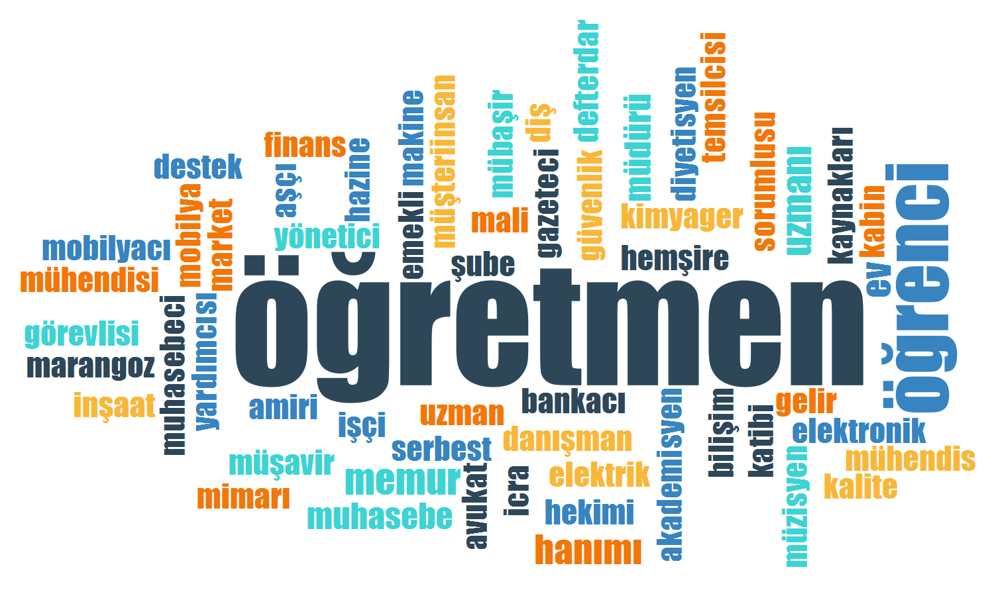 defterdar
temsilcisi
diyetisyen
müşteriinsan
makine
mübaşir
diş
müdürü
sorumlusu
kaynakları
finans
hazine
uzmanı
gazeteci
güvenlik
destek
aşçı
öğrenci
mobilya
kabin
emekli
market
mali
kimyager
yönetici
mobilyacı
hemşire
şube
ev
mühendisi
öğretmen
muhasebeci
yardımcısı
görevlisi
marangoz
inşaat
amiri
işçi
uzman
bankacı
akademisyen
bilişim
katibi
gelir
elektronik
danışman
serbest
müşavir
mühendis
memur
avukat
icra
elektrik
kalite
müzisyen
mimarı
muhasebe
hekimi
hanımı